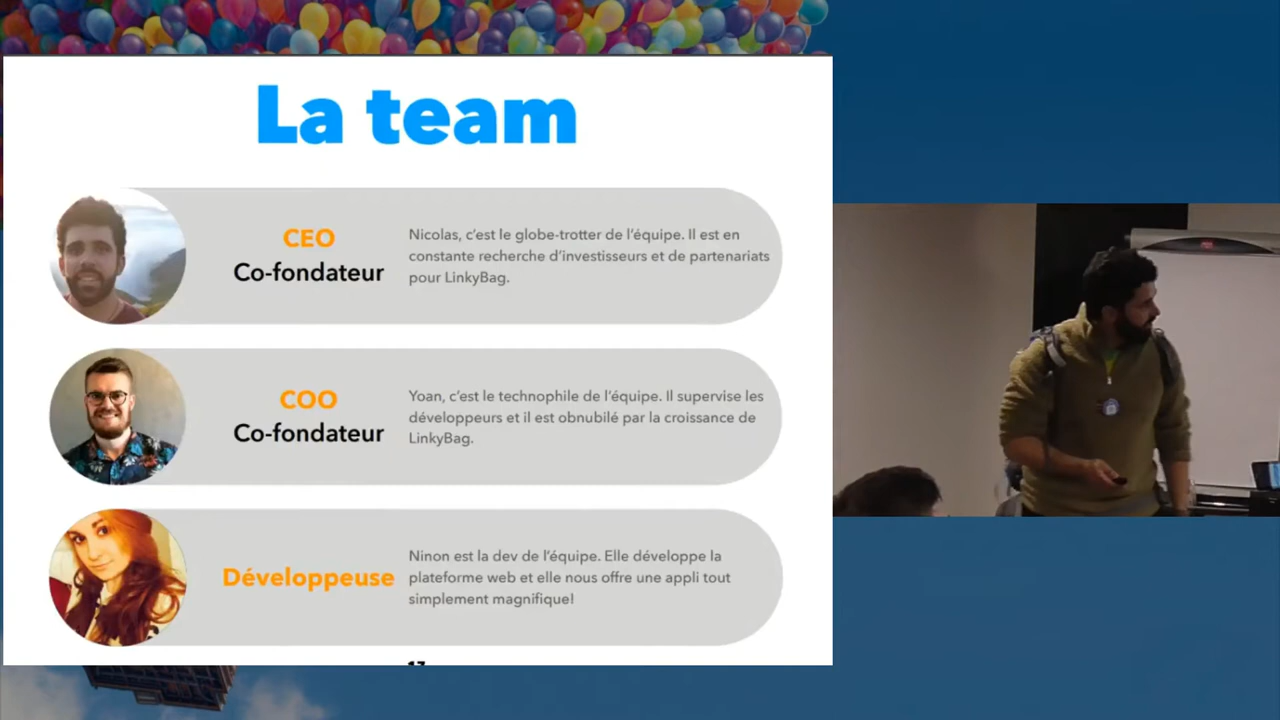 La team
CEO
Co-fondateur
Nicolas, c'est le globe-trotter de l'équipe. Il est en
constante recherche d'investisseurs et de partenariats
pour LinkyBag.
COO
Co-fondateur
Yoan, c'est le technophile de l'équipe. Il supervise les
développeurs et il est obnubilé par la croissance de
LinkyBag.
Développeuse
Ninon est la dev de l'équipe. Elle développe la
plateforme web et elle nous offre une appli tout
simplement magnifique!